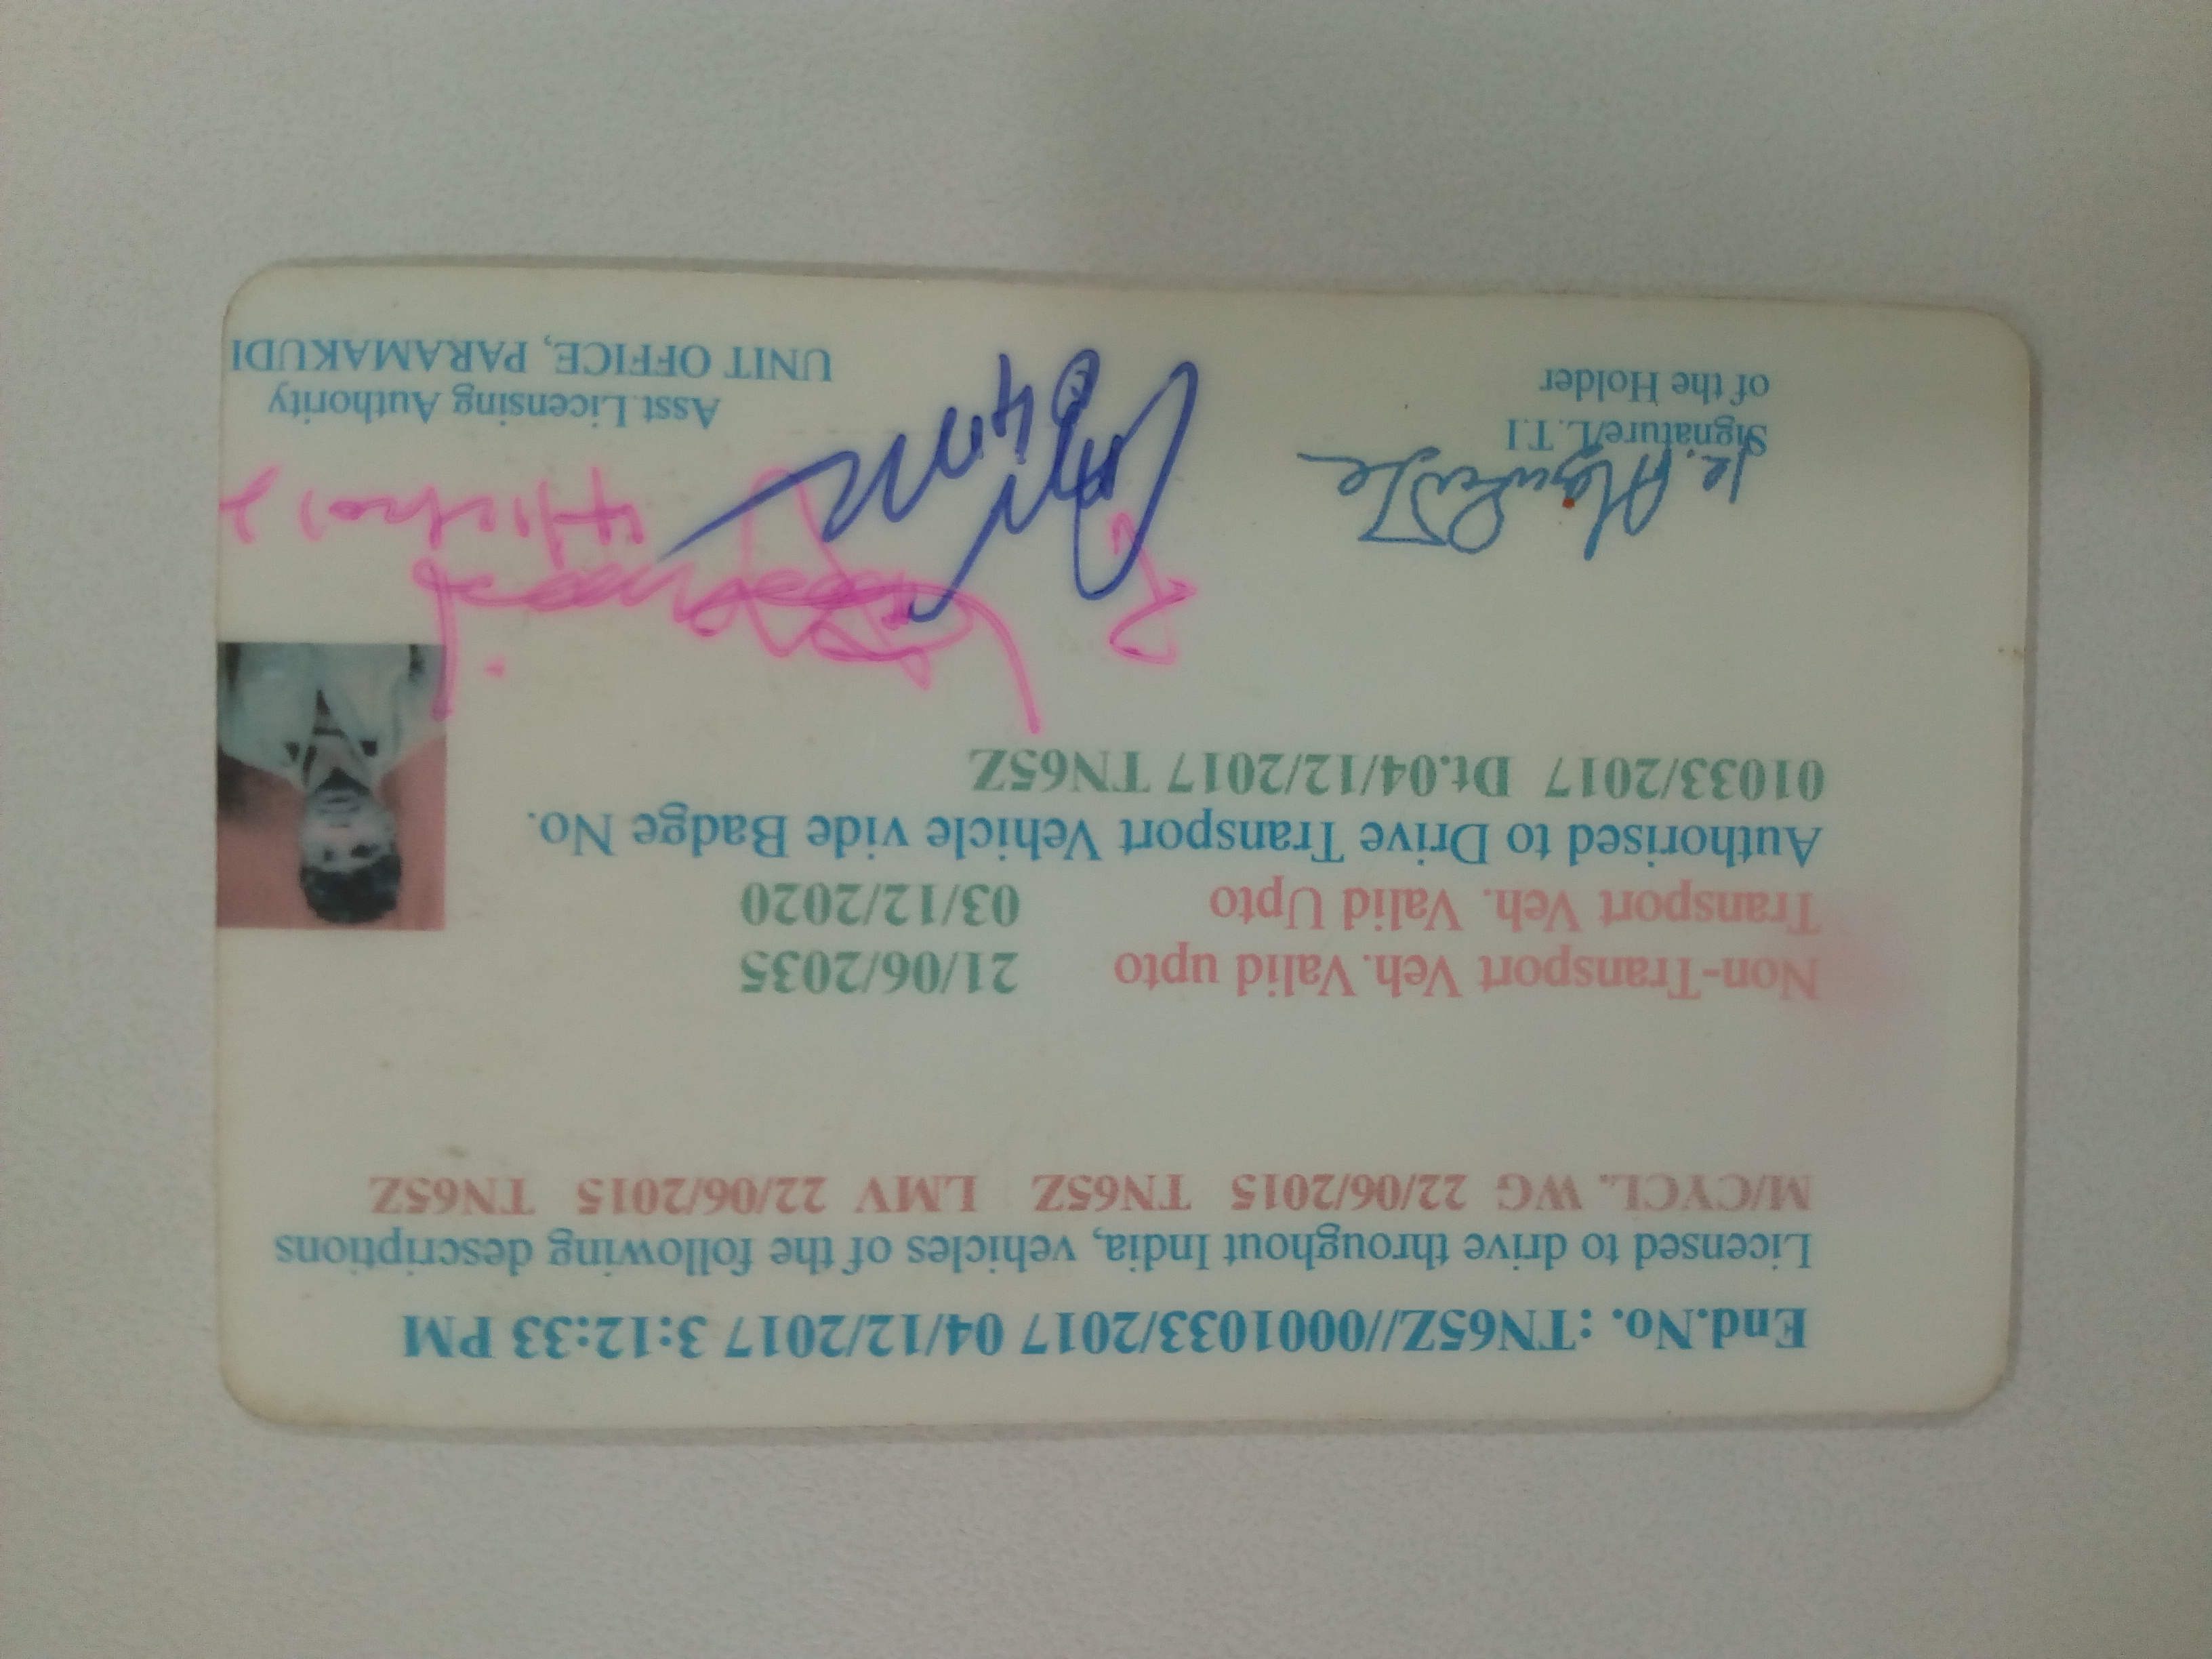 End.No. :TN65Z//0001033/2017 04/12/2017 3:12:33 PM
Licensed to drive throughout India, vehicles of the following descriptions
M/CYCL. WG 22/06/2015 TN65Z LMV 22/06/2015 TN65Z
Non-Transport Veh.Valid upto 21/06/2035
Transport Veh. Valid Upto 03/12/2020
Authorised to Drive Transport Vehicle vide Badge No.
01033/2017 Dt.04/12/2017 TN65Z
Signature/L.T.I
of the Holder
Asst.Licensing Authority
UNIT OFFICE, PARAMAKUDI